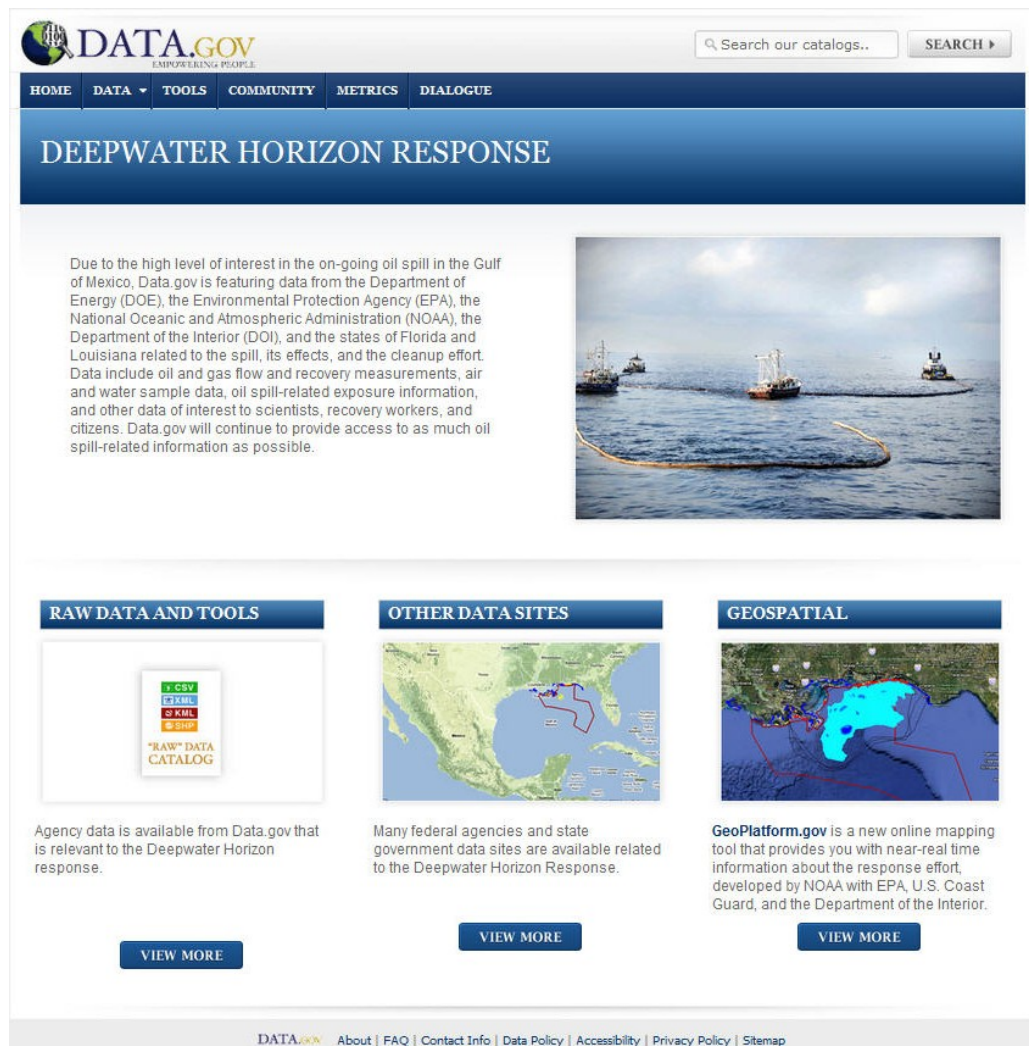 DATA.GOV
EMPOWERING PEOPLE
Search our catalogs..
SEARCH
HOME DATA TOOLS COMMUNITY METRICS DIALOGUE
DEEPWATER HORIZON RESPONSE
Due to the high level of interest in the on-going oil spill in the Gulf
of Mexico, Data.gov is featuring data from the Department of
Energy (DOE), the Environmental Protection Agency (EPA), the
National Oceanic and Atmospheric Administration (NOAA), the
Department of the Interior (DOI), and the states of Florida and
Louisiana related to the spill, its effects, and the cleanup effort.
Data include oil and gas flow and recovery measurements, air
and water sample data, oil spill-related exposure information,
and other data of interest to scientists, recovery workers, and
citizens. Data.gov will continue to provide access to as much oil
spill-related information as possible.
RAW DATA AND TOOLS
CSV
XML
KML
SHP
"RAW" DATA
CATALOG
Agency data is available from Data.gov that
is relevant to the Deepwater Horizon
response.
VIEW MORE
OTHER DATA SITES
Many federal agencies and state
government data sites are available related
to the Deepwater Horizon Response.
VIEW MORE
GEOSPATIAL
GeoPlatform.gov is a new online mapping
tool that provides you with near-real time
information about the response effort,
developed by NOAA with EPA, U.S. Coast
Guard, and the Department of the Interior.
VIEW MORE
DATA.GOV About | FAQ | Contact Info | Data Policy | Accessibility | Privacy Policy | Sitemap